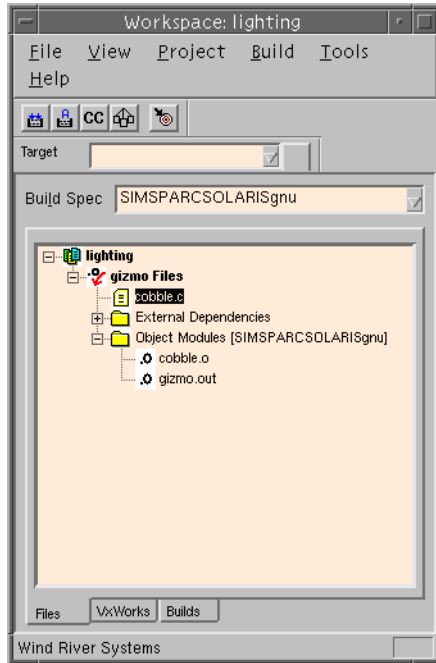 Workspace: lighting
File View Project Build Tools
Help
CC
Target
Build Spec SIMSPARCSOLARISgnu
lighting
gizmo Files
cobble.c
External Dependencies
Object Modules [SIMSPARCSOLARISgnu]
.o cobble.o
.o gizmo.out
Files VxWorks Builds
Wind River Systems